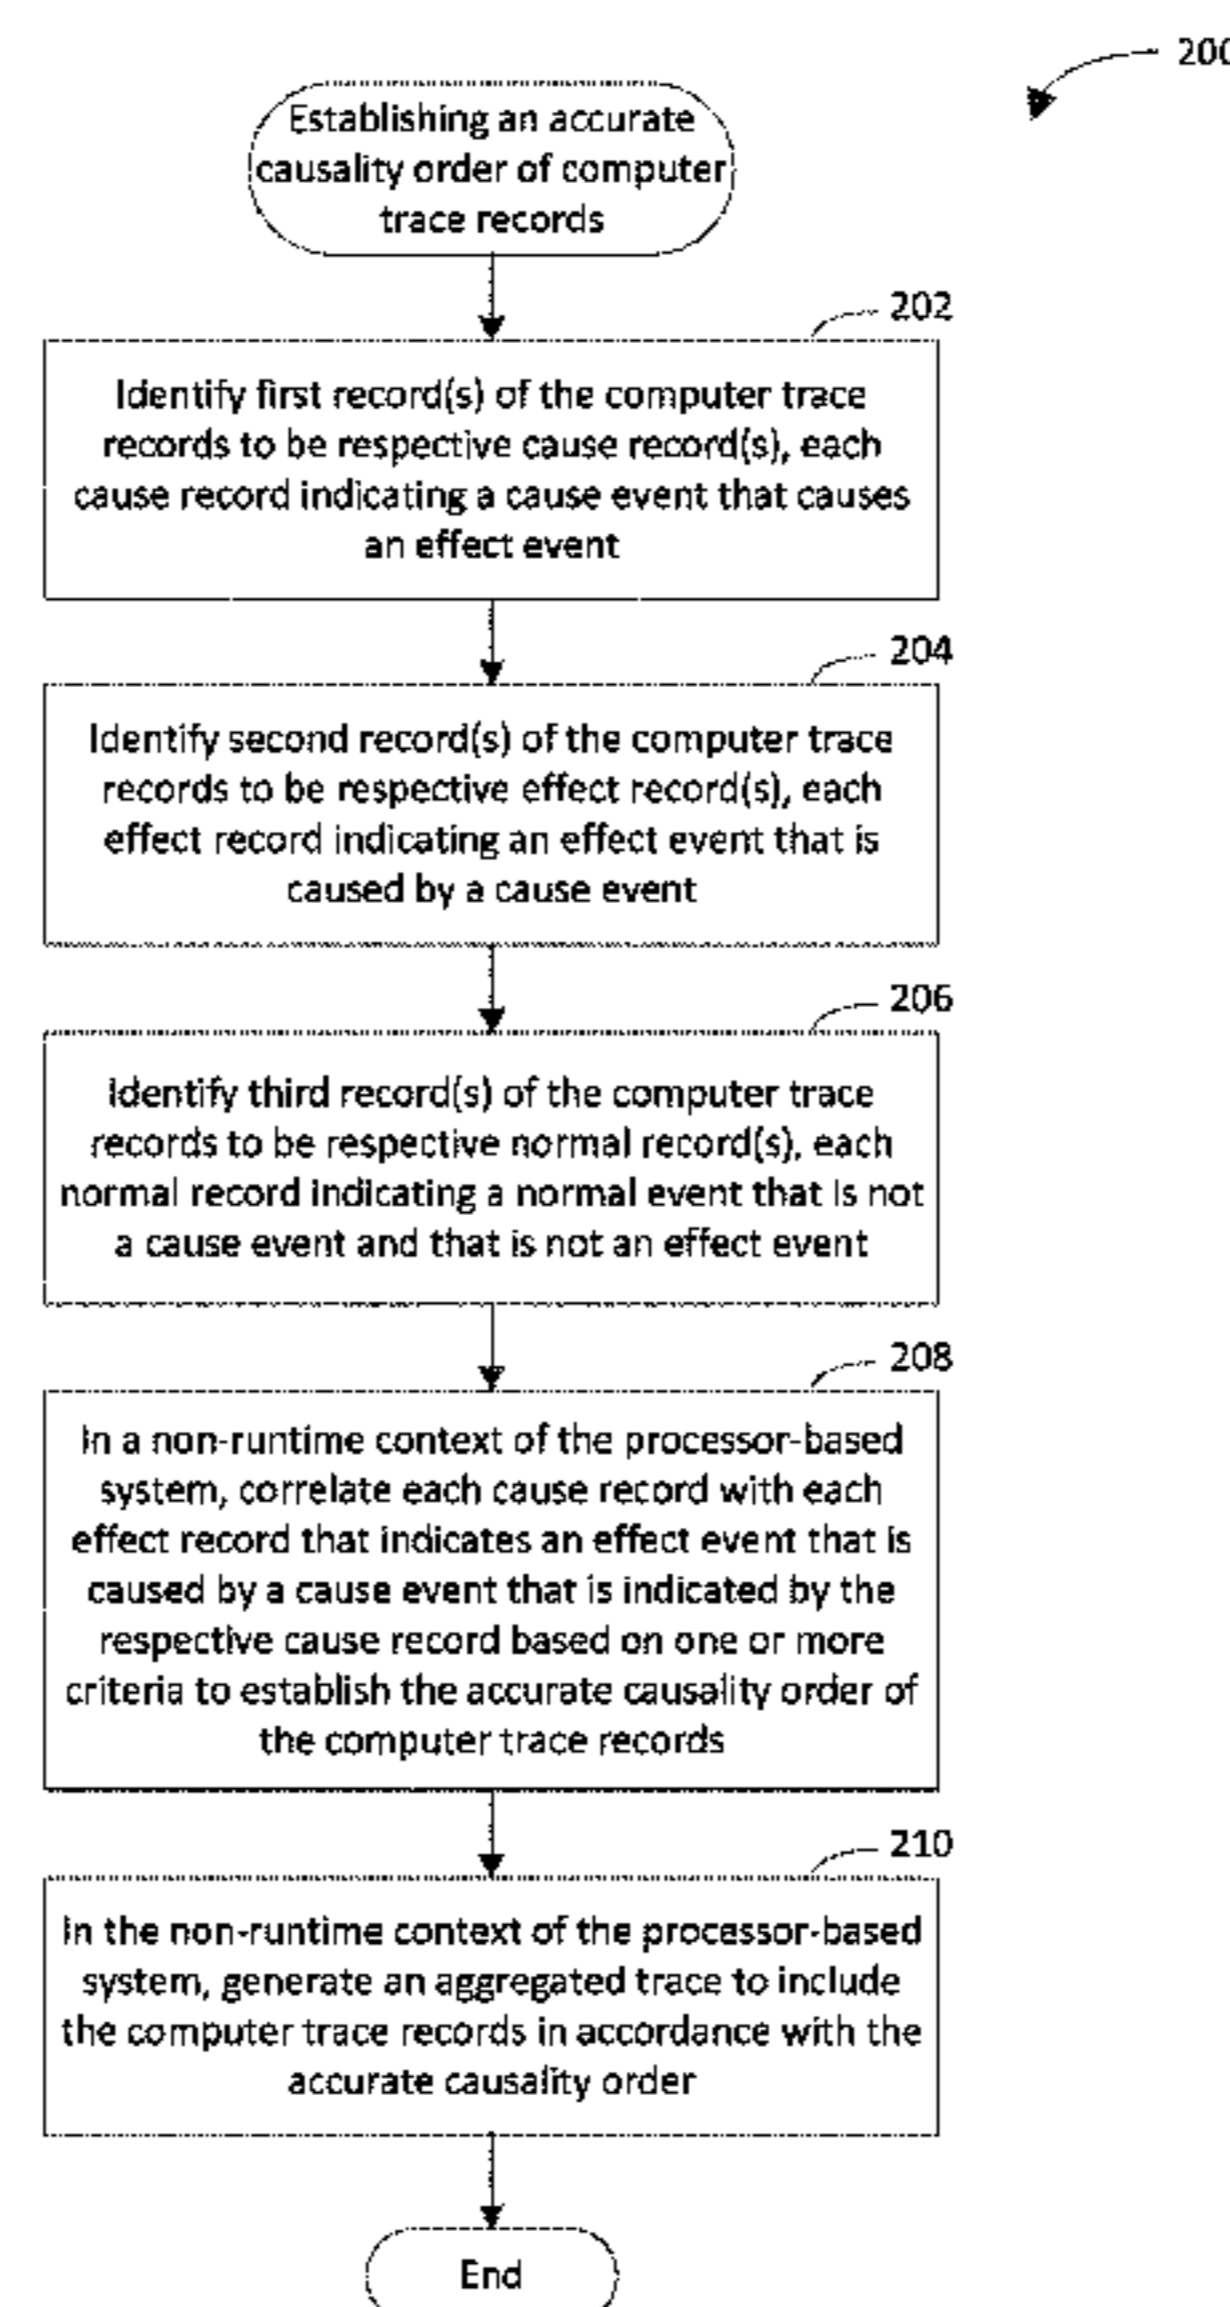 200
Establishing an accurate
causality order of computer
trace records
202
Identify first record(s) of the computer trace
records to be respective cause record(s), each
cause record indicating a cause event that causes
an effect event
204
Identify second record(s) of the computer trace
records to be respective effect record(s), each
effect record indicating an effect event that is
caused by a cause event
206
Identify third record(s) of the computer trace
records to be respective normal record(s), each
normal record indicating a normal event that is not
a cause event and that is not an effect event
208
In a non-runtime context of the processor-based
system, correlate each cause record with each
effect record that indicates an effect event that is
caused by a cause event that is indicated by the
respective cause record based on one or more
criteria to establish the accurate causality order of
the computer trace records
210
In the non-runtime context of the processor-based
system, generate an aggregated trace to include
the computer trace records in accordance with the
accurate causality order
End